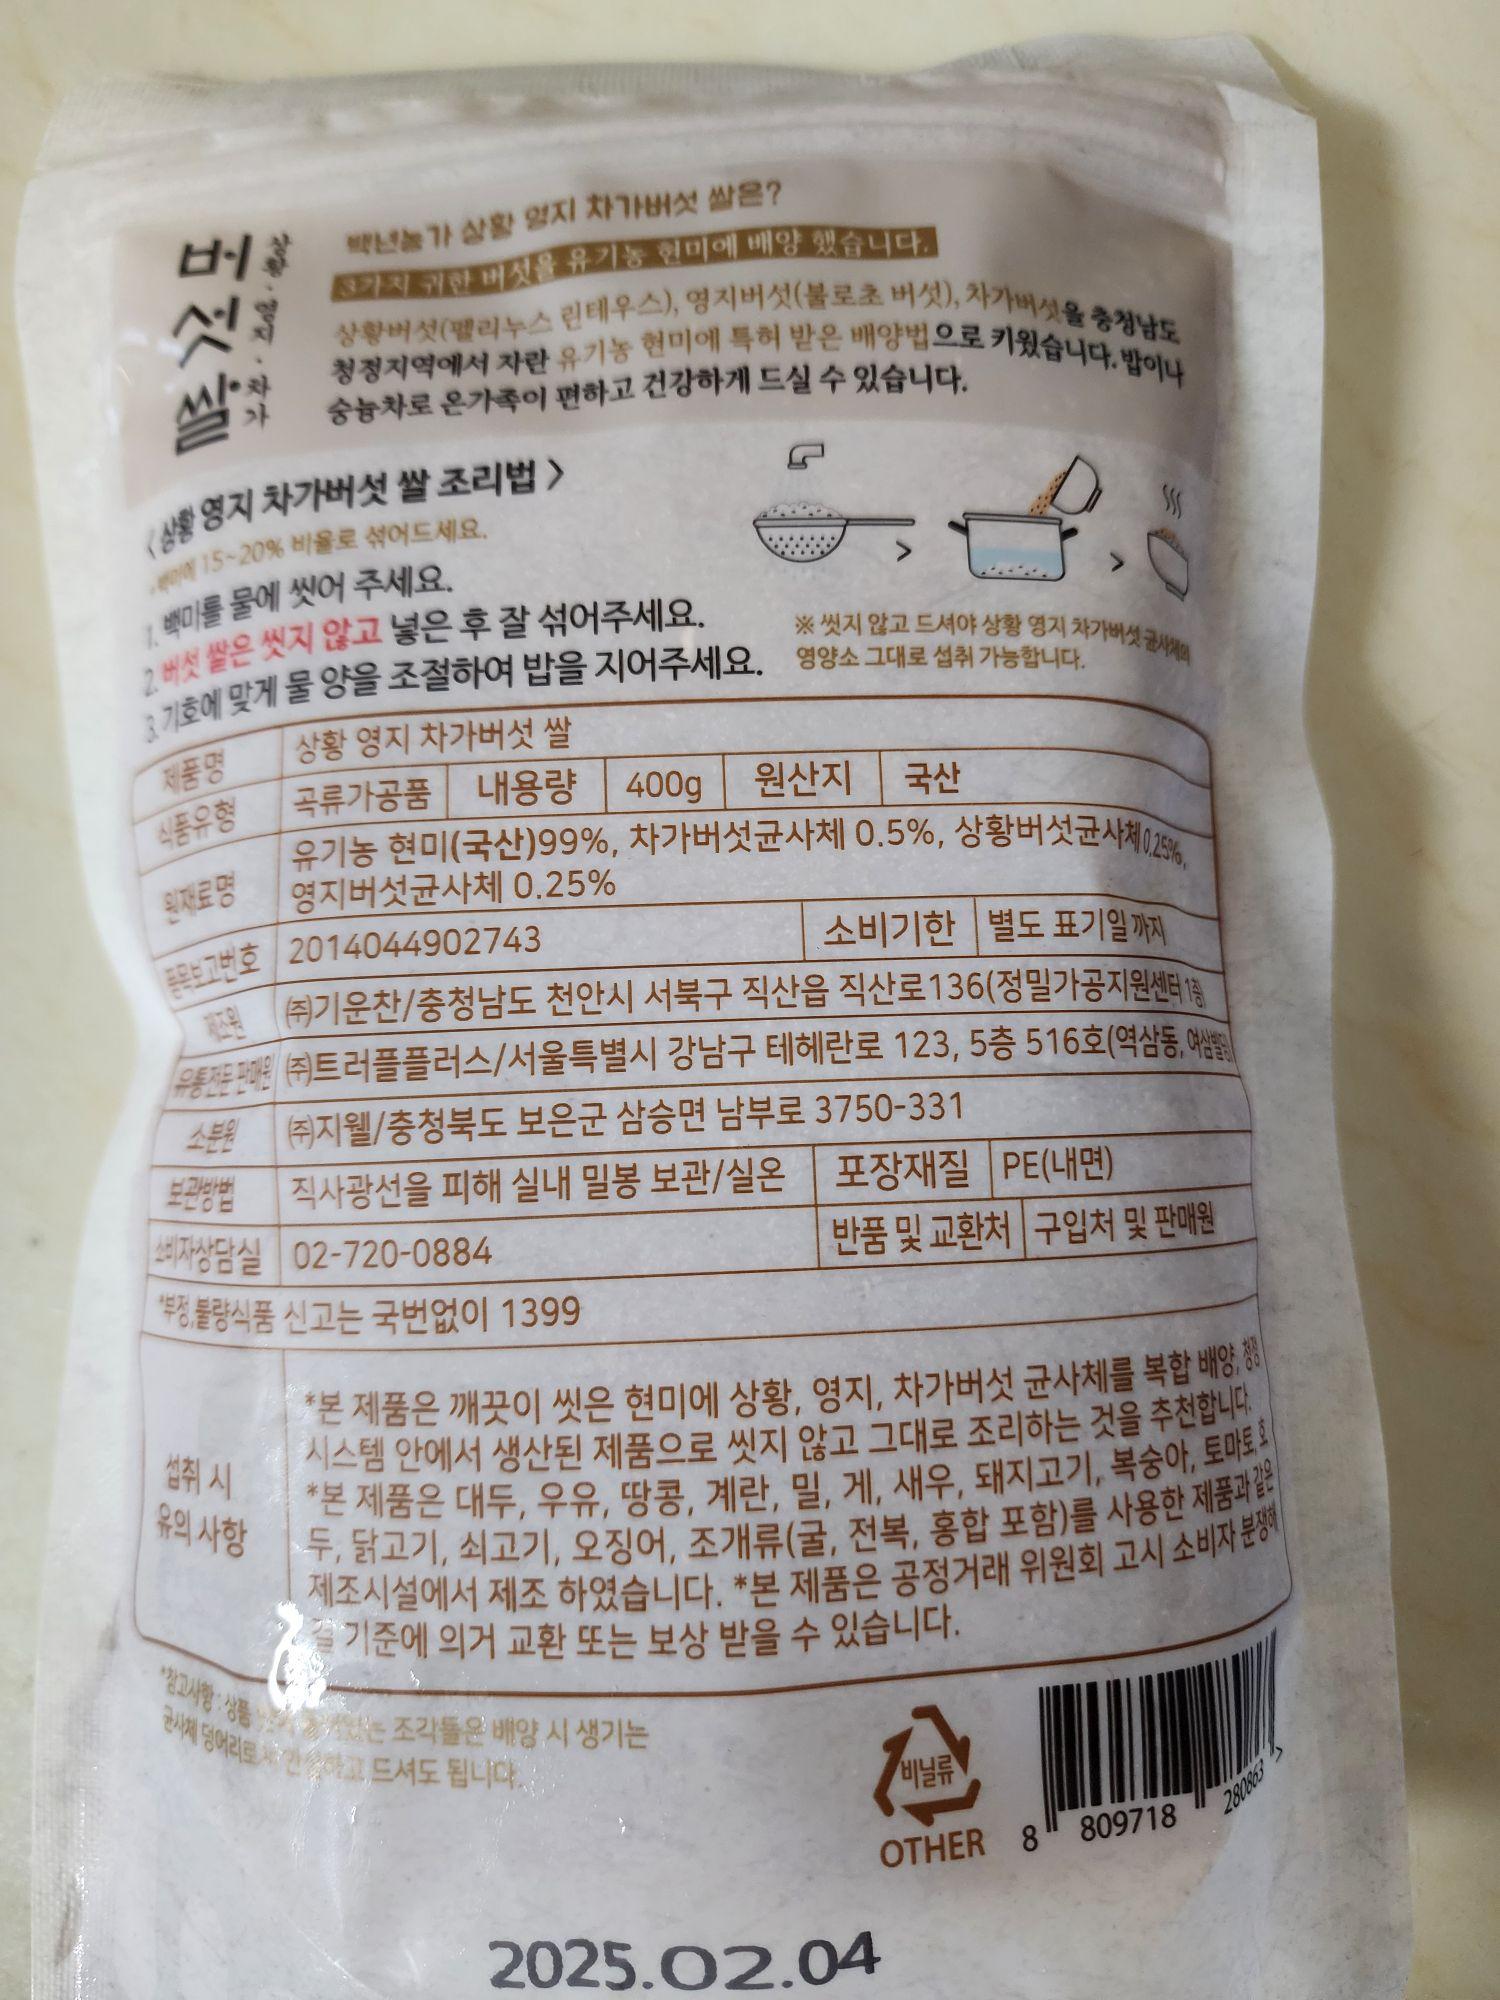 버섯쌀
상황·영지·차가
백년농가 상황 영지 차가버섯 쌀은?
3가지 귀한 버섯을 유기농 현미에 배양 했습니다.
상황버섯(펠리누스 린테우스), 영지버섯(불로초 버섯), 차가버섯을 충청남도
청정지역에서 자란 유기농 현미에 특허 받은 배양법으로 키웠습니다. 밥이나
숭늉차로 온가족이 편하고 건강하게 드실 수 있습니다.
< 상황 영지 차가버섯 쌀 조리법 >
백미에 15~20% 비율로 섞어드세요.
1. 백미를 물에 씻어 주세요.
2. 버섯 쌀은 씻지 않고 넣은 후 잘 섞어주세요.
3. 기호에 맞게 물 양을 조절하여 밥을 지어주세요.
※ 씻지 않고 드셔야 상황 영지 차가버섯 균사체의
영양소 그대로 섭취 가능합니다.
제품명 상황 영지 차가버섯 쌀
식품유형 곡류가공품 내용량 400g 원산지 국산
원재료명 유기농 현미(국산)99%, 차가버섯균사체 0.5%, 상황버섯균사체 0.25%,
영지버섯균사체 0.25%
품목보고번호 2014044902743 소비기한 별도 표기일 까지
제조원 ㈜기운찬/충청남도 천안시 서북구 직산읍 직산로136(정밀가공지원센터 1층)
유통전문 판매원 ㈜트러플플러스/서울특별시 강남구 테헤란로 123, 5층 516호(역삼동, 여삼빌딩)
소분원 ㈜지웰/충청북도 보은군 삼승면 남부로 3750-331
보관방법 직사광선을 피해 실내 밀봉 보관/실온 포장재질 PE(내면)
소비자상담실 02-720-0884 반품 및 교환처 구입처 및 판매원
*부정,불량식품 신고는 국번없이 1399
섭취 시
유의 사항
*본 제품은 깨끗이 씻은 현미에 상황, 영지, 차가버섯 균사체를 복합 배양, 청정
시스템 안에서 생산된 제품으로 씻지 않고 그대로 조리하는 것을 추천합니다.
*본 제품은 대두, 우유, 땅콩, 계란, 밀, 게, 새우, 돼지고기, 복숭아, 토마토, 호
두, 닭고기, 쇠고기, 오징어, 조개류(굴, 전복, 홍합 포함)를 사용한 제품과 같은
제조시설에서 제조 하였습니다. *본 제품은 공정거래 위원회 고시 소비자 분쟁해
결 기준에 의거 교환 또는 보상 받을 수 있습니다.
*참고사항 : 상품 조각들은 배양 시 생기는
균사체 덩어리로 드셔도 됩니다.
비닐류
OTHER
8 809718 280863 >
2025.02.04